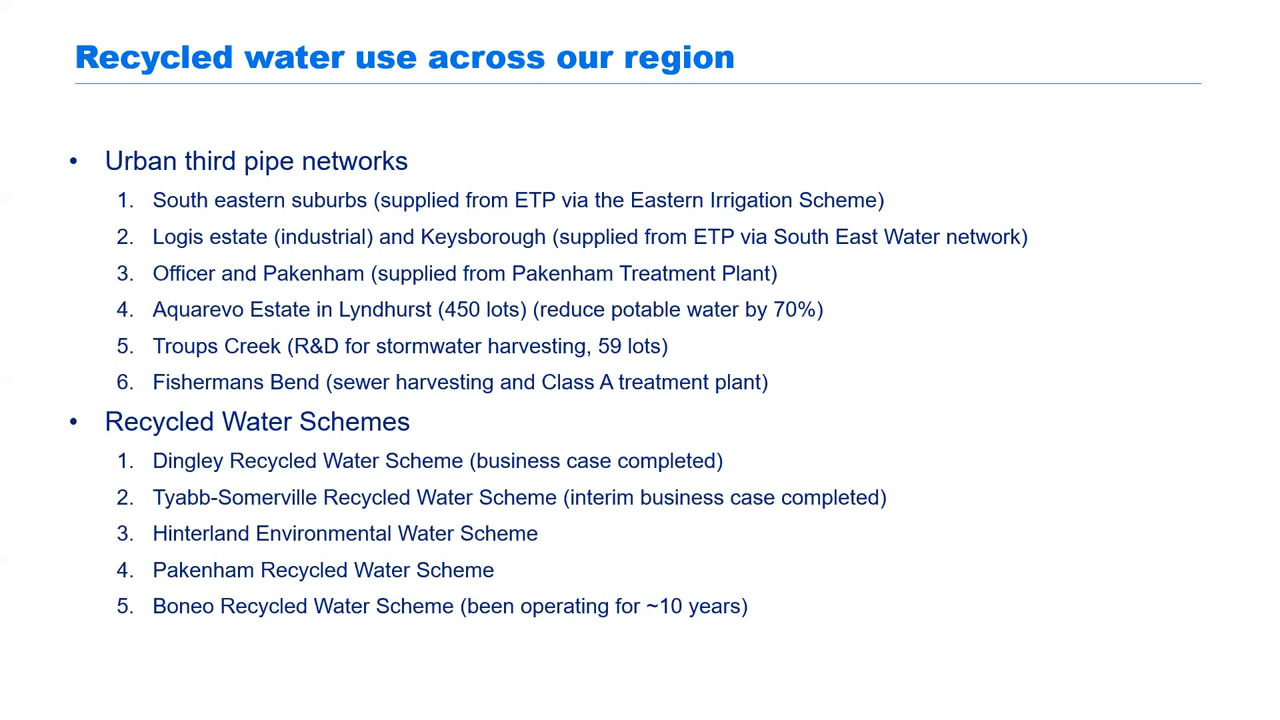 Recycled water use across our region
• Urban third pipe networks
1. South eastern suburbs (supplied from ETP via the Eastern Irrigation Scheme)
2. Logis estate (industrial) and Keysborough (supplied from ETP via South East Water network)
3. Officer and Pakenham (supplied from Pakenham Treatment Plant)
4. Aquarevo Estate in Lyndhurst (450 lots) (reduce potable water by 70%)
5. Troups Creek (R&D for stormwater harvesting, 59 lots)
6. Fishermans Bend (sewer harvesting and Class A treatment plant)
• Recycled Water Schemes
1. Dingley Recycled Water Scheme (business case completed)
2. Tyabb-Somerville Recycled Water Scheme (interim business case completed)
3. Hinterland Environmental Water Scheme
4. Pakenham Recycled Water Scheme
5. Boneo Recycled Water Scheme (been operating for ~10 years)